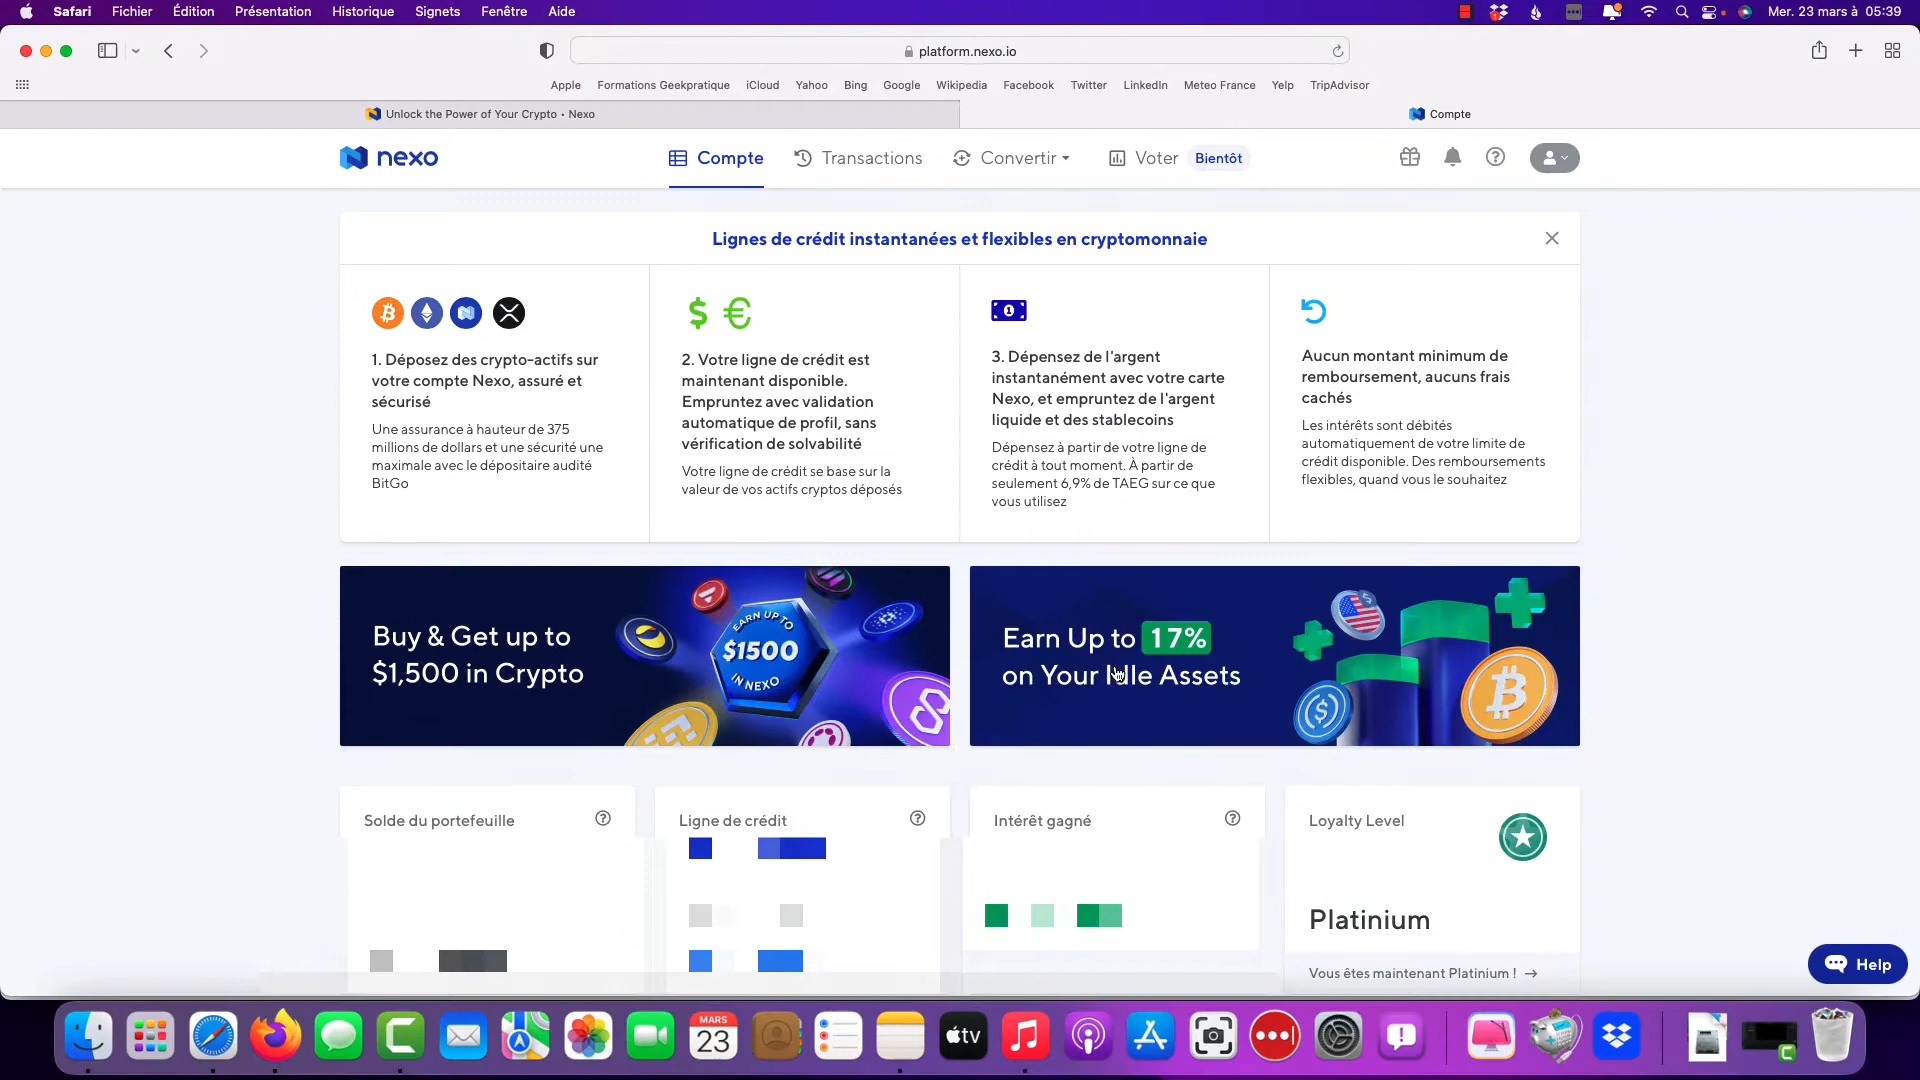 Safari Fichier Édition Présentation Historique Signets Fenêtre Aide
Mer. 23 mars à 05:39
platform.nexo.io
Apple Formations Geekpratique iCloud Yahoo Bing Google Wikipedia Facebook Twitter LinkedIn Meteo France Yelp TripAdvisor
Unlock the Power of Your Crypto • Nexo
Compte
nexo
Compte
Transactions
Convertir
Voter
Bientôt
Lignes de crédit instantanées et flexibles en cryptomonnaie
1. Déposez des crypto-actifs sur
votre compte Nexo, assuré et
sécurisé
Une assurance à hauteur de 375
millions de dollars et une sécurité une
maximale avec le dépositaire audité
BitGo
$ €
2. Votre ligne de crédit est
maintenant disponible.
Empruntez avec validation
automatique de profil, sans
vérification de solvabilité
Votre ligne de crédit se base sur la
valeur de vos actifs cryptos déposés
3. Dépensez de l'argent
instantanément avec votre carte
Nexo, et empruntez de l'argent
liquide et des stablecoins
Dépensez à partir de votre ligne de
crédit à tout moment. À partir de
seulement 6,9% de TAEG sur ce que
vous utilisez
Aucun montant minimum de
remboursement, aucuns frais
cachés
Les intérêts sont débités
automatiquement de votre limite de
crédit disponible. Des remboursements
flexibles, quand vous le souhaitez
Buy & Get up to
$1,500 in Crypto
EARN UP TO
$1500
IN NEXO
Earn Up to 17%
on Your Idle Assets
Solde du portefeuille
Ligne de crédit
Intérêt gagné
Loyalty Level
Platinium
Vous êtes maintenant Platinium ! →
Help
MARS
23
tv